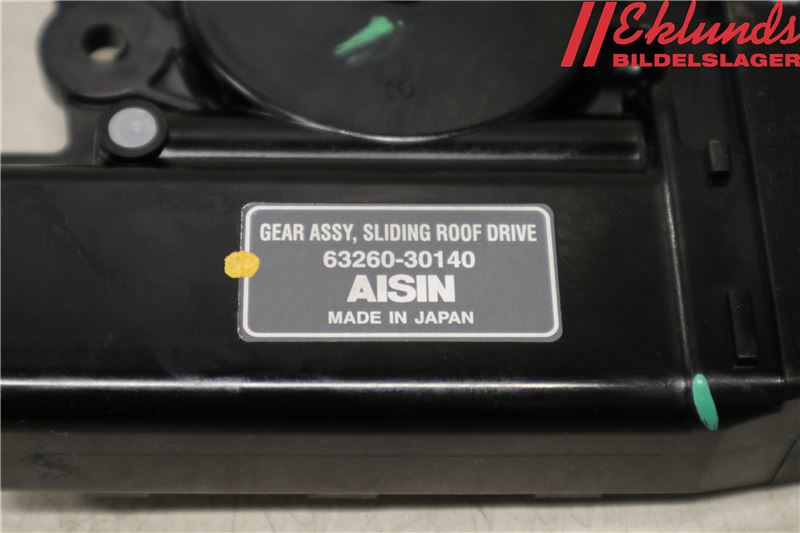 Eklunds
BILDELSLAGER
GEAR ASSY, SLIDING ROOF DRIVE
63260-30140
AISIN
MADE IN JAPAN